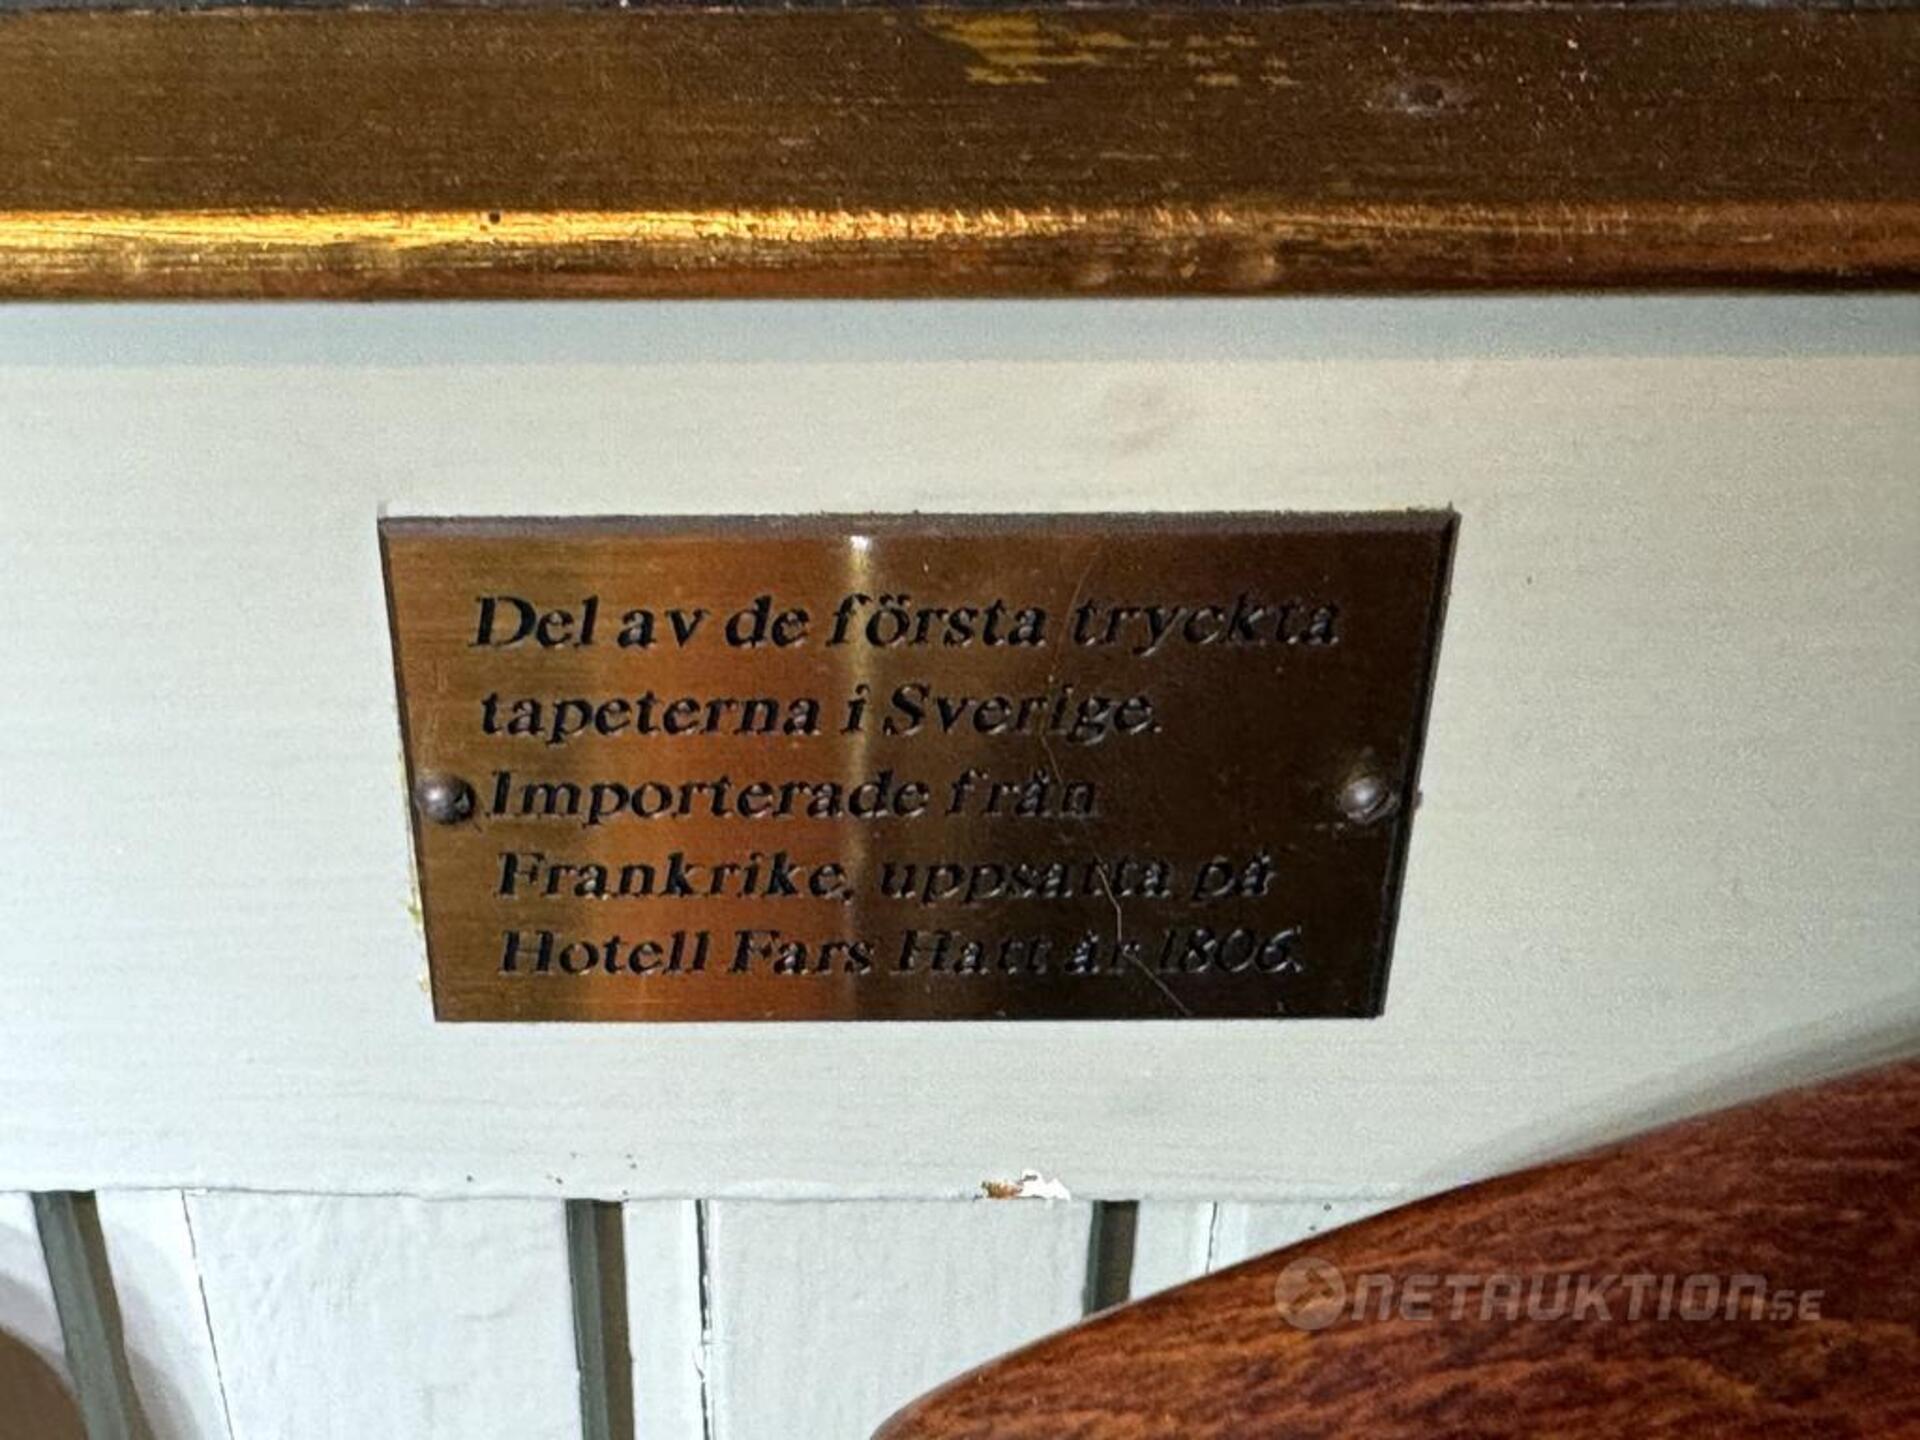 Del av de första tryckta
tapeterna i Sverige.
Importerade från
Frankrike, uppsatta på
Hotell Fars Hatt år 1806.
NETAUKTION.SE